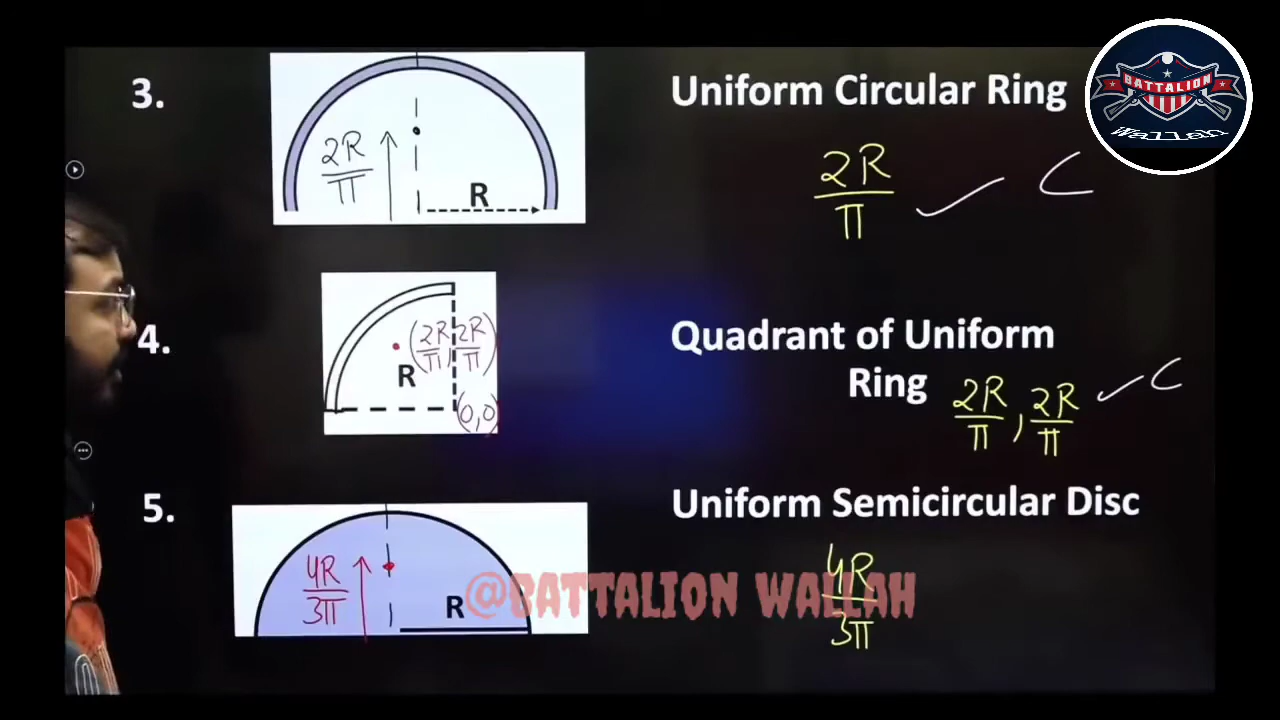 3.
2R/π
R
Uniform Circular Ring
2R/π
C
BATTALION
Wallah
4.
(2R/π, 2R/π)
R
(0,0)
Quadrant of Uniform
Ring
2R/π, 2R/π
C
5.
4R/3π
R
Uniform Semicircular Disc
4R/3π
@BATTALION WALLAH